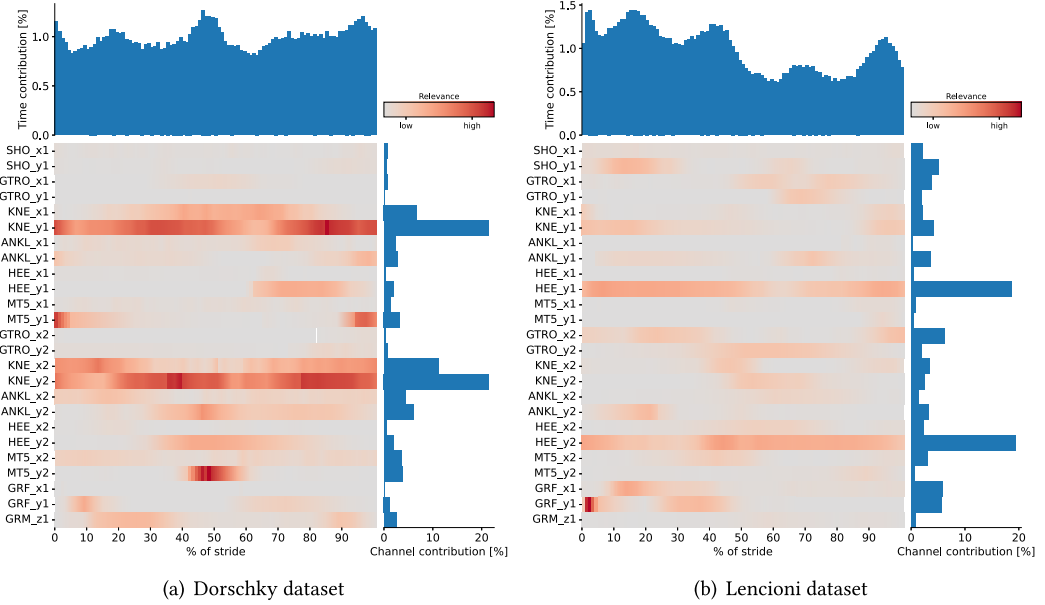 Time contribution [%]
1.0
0.5
0.0
Relevance
low high
SHO_x1
SHO_y1
GTRO_x1
GTRO_y1
KNE_x1
KNE_y1
ANKL_x1
ANKL_y1
HEE_x1
HEE_y1
MT5_x1
MT5_y1
GTRO_x2
GTRO_y2
KNE_x2
KNE_y2
ANKL_x2
ANKL_y2
HEE_x2
HEE_y2
MT5_x2
MT5_y2
GRF_x1
GRF_y1
GRM_z1
0 10 20 30 40 50 60 70 80 90
% of stride
0 10 20
Channel contribution [%]
(a) Dorschky dataset
Time contribution [%]
1.5
1.0
0.5
0.0
Relevance
low high
SHO_x1
SHO_y1
GTRO_x1
GTRO_y1
KNE_x1
KNE_y1
ANKL_x1
ANKL_y1
HEE_x1
HEE_y1
MT5_x1
MT5_y1
GTRO_x2
GTRO_y2
KNE_x2
KNE_y2
ANKL_x2
ANKL_y2
HEE_x2
HEE_y2
MT5_x2
MT5_y2
GRF_x1
GRF_y1
GRM_z1
0 10 20 30 40 50 60 70 80 90
% of stride
0 10 20
Channel contribution [%]
(b) Lencioni dataset